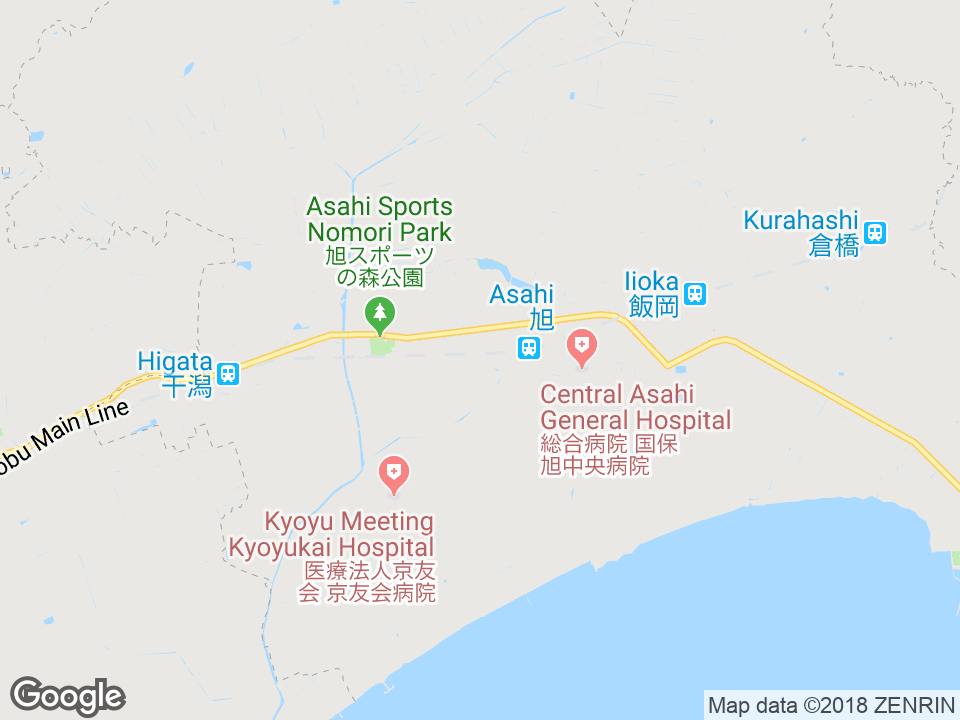 Asahi Sports
Nomori Park
旭スポーツ
の森公園
Kurahashi
倉橋
Iioka
飯岡
Asahi
旭
Higata
干潟
obu Main Line
Central Asahi
General Hospital
総合病院 国保
旭中央病院
Kyoyu Meeting
Kyoyukai Hospital
医療法人京友
会 京友会病院
Google
Map data ©2018 ZENRIN